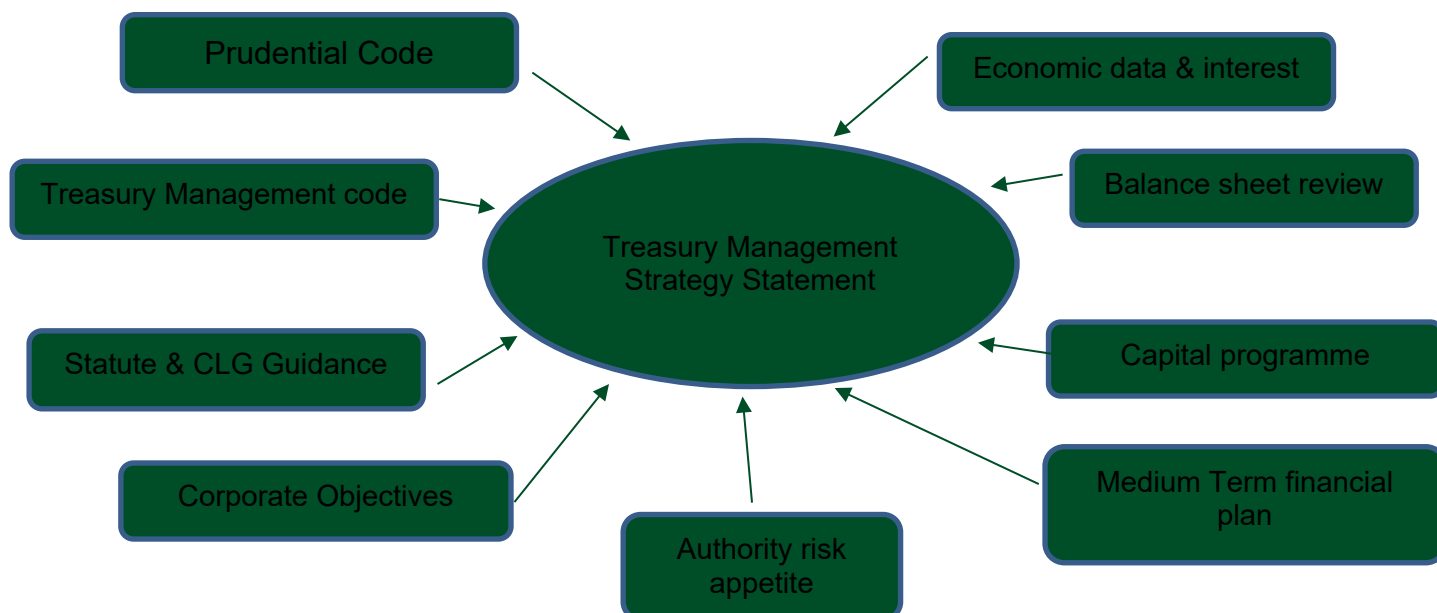 Prudential Code
Economic data & interest
Treasury Management code
Balance sheet review
Treasury Management
Strategy Statement
Statute & CLG Guidance
Capital programme
Corporate Objectives
Medium Term financial
plan
Authority risk
appetite